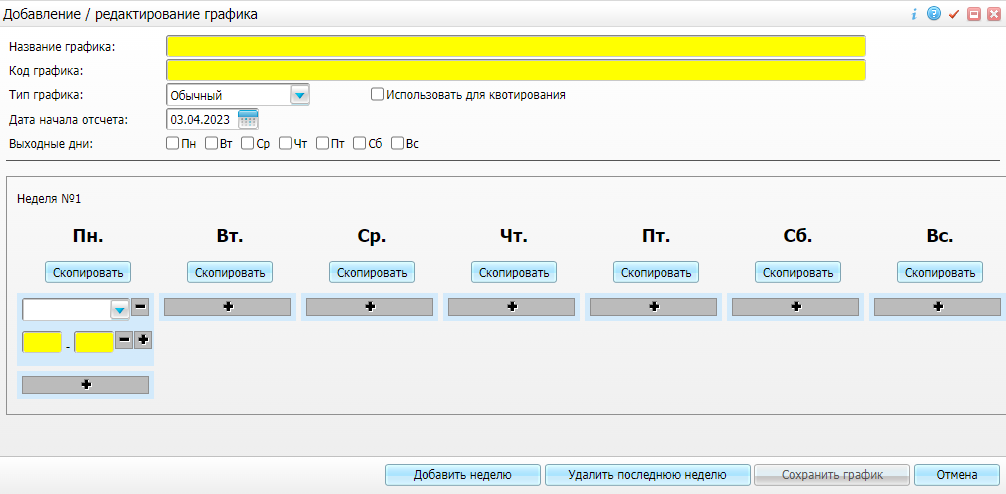 Добавление / редактирование графика
Название графика:
Код графика:
Тип графика: Обычный Использовать для квотирования
Дата начала отсчета: 03.04.2023
Выходные дни: Пн Вт Ср Чт Пт Сб Вс
Неделя №1
Пн. Вт. Ср. Чт. Пт. Сб. Вс.
Скопировать Скопировать Скопировать Скопировать Скопировать Скопировать Скопировать
Добавить неделю Удалить последнюю неделю Сохранить график Отмена